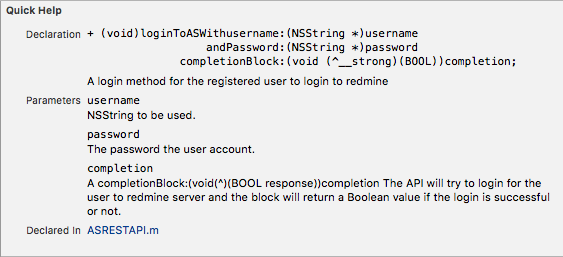 Quick Help
Declaration + (void)loginToASWithusername:(NSString *)username
andPassword:(NSString *)password
completionBlock:(void (^__strong)(BOOL))completion;
A login method for the registered user to login to redmine
Parameters username
NSString to be used.
password
The password the user account.
completion
A completionBlock:(void(^)(BOOL response))completion The API will try to login for the
user to redmine server and the block will return a Boolean value if the login is successful
or not.
Declared In ASRESTAPI.m